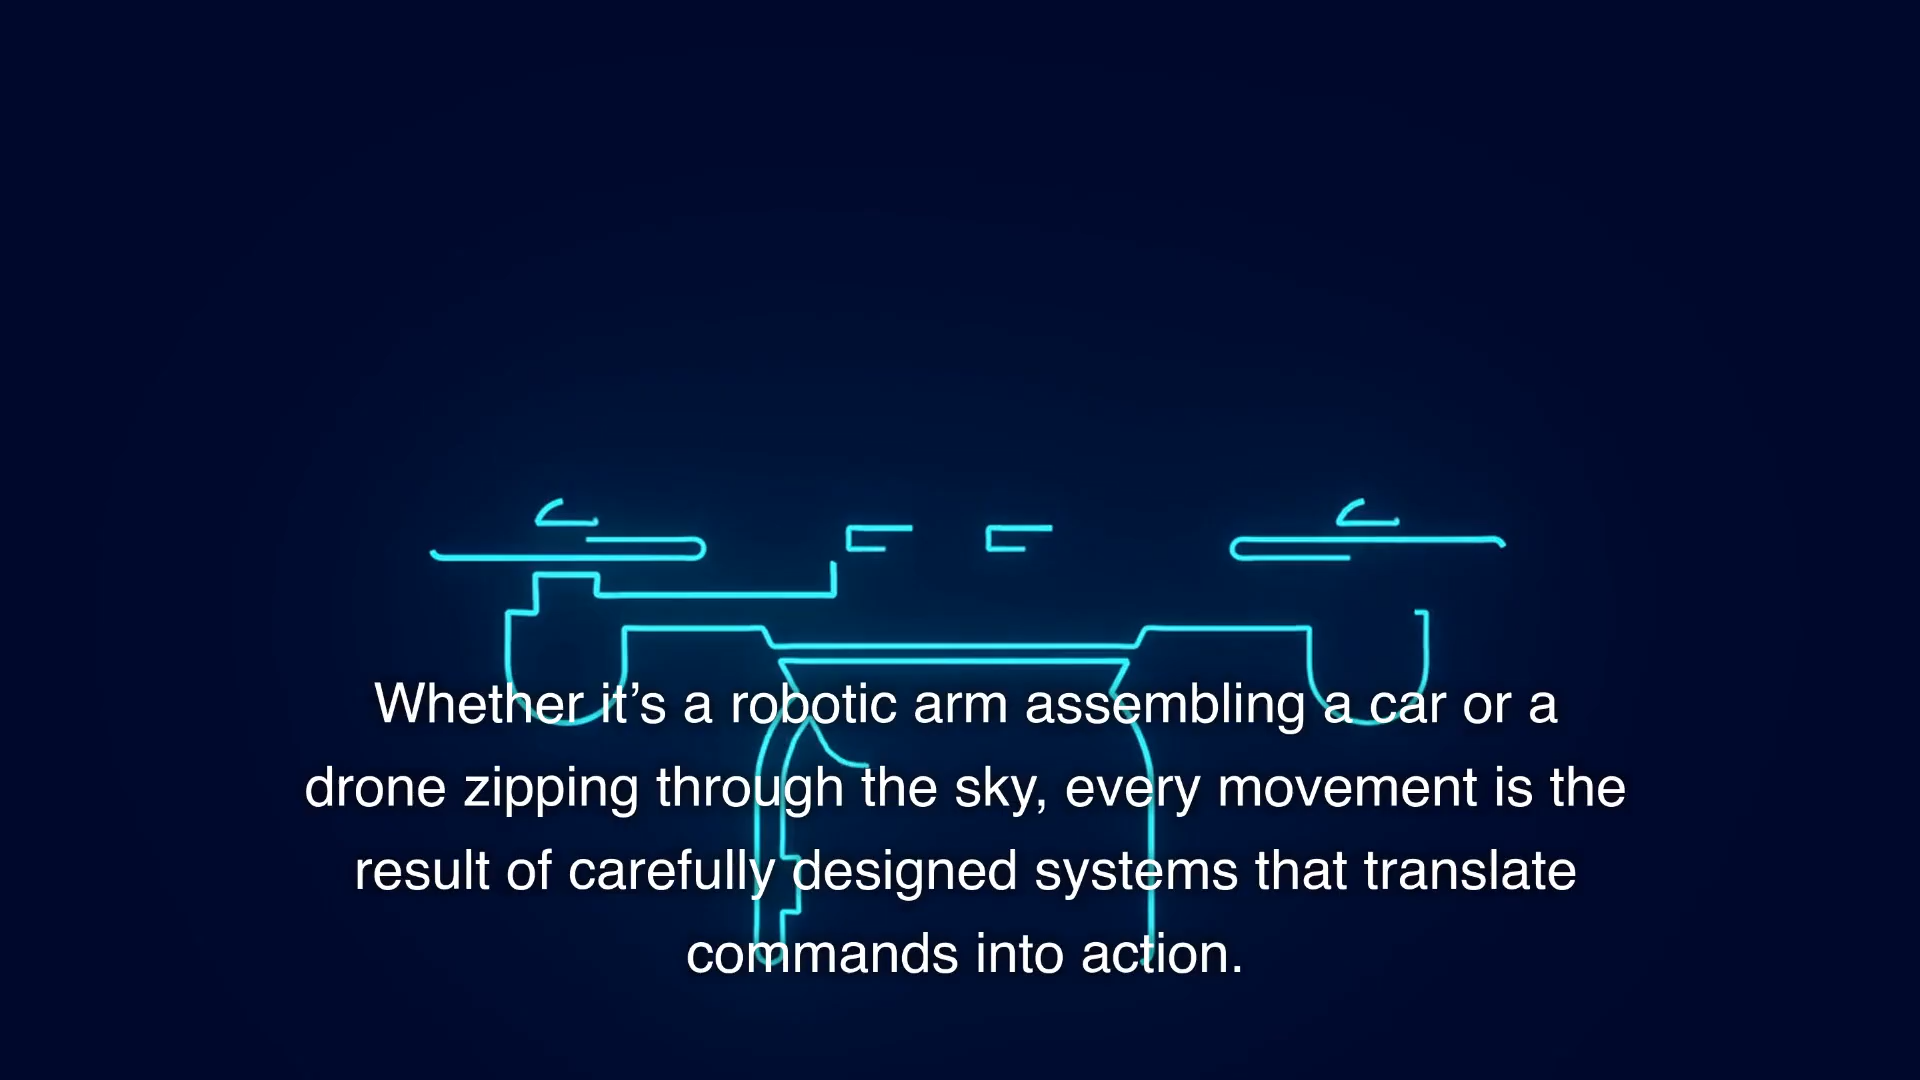 Whether it’s a robotic arm assembling a car or a
drone zipping through the sky, every movement is the
result of carefully designed systems that translate
commands into action.